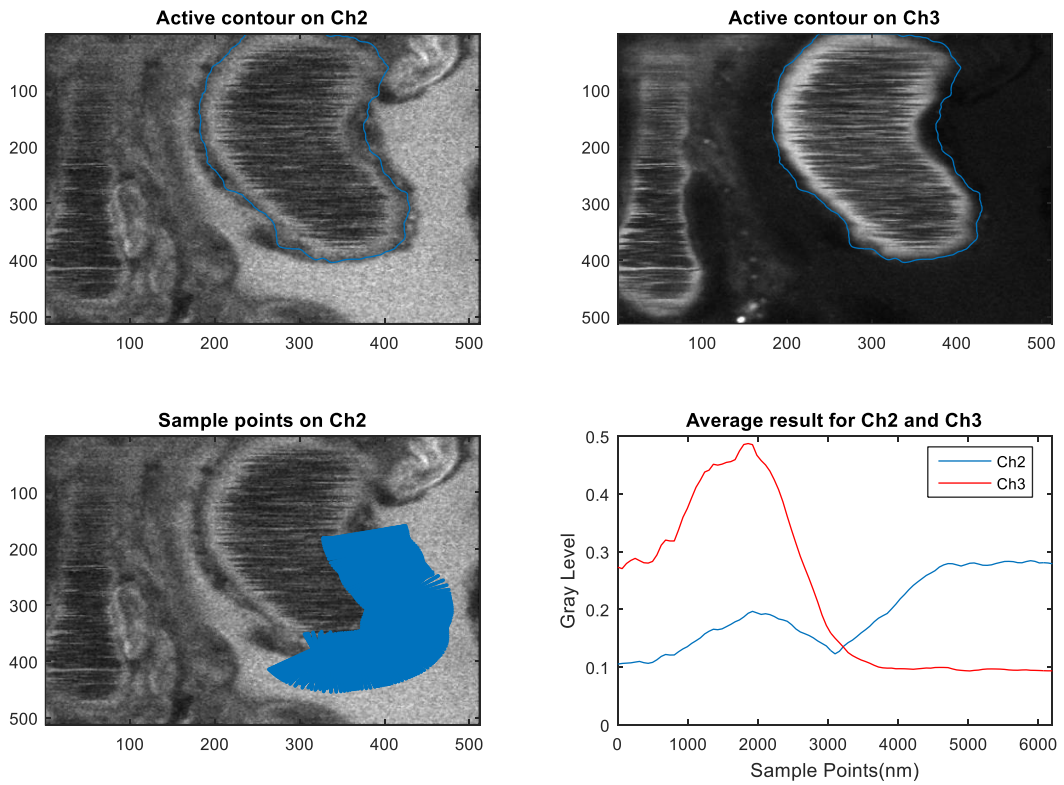 Active contour on Ch2
100
200
300
400
500
100 200 300 400 500
Active contour on Ch3
100
200
300
400
500
100 200 300 400 500
Sample points on Ch2
100
200
300
400
500
100 200 300 400 500
Average result for Ch2 and Ch3
0.5
0.4
0.3
0.2
0.1
0
Gray Level
Ch2
Ch3
0 1000 2000 3000 4000 5000 6000
Sample Points(nm)